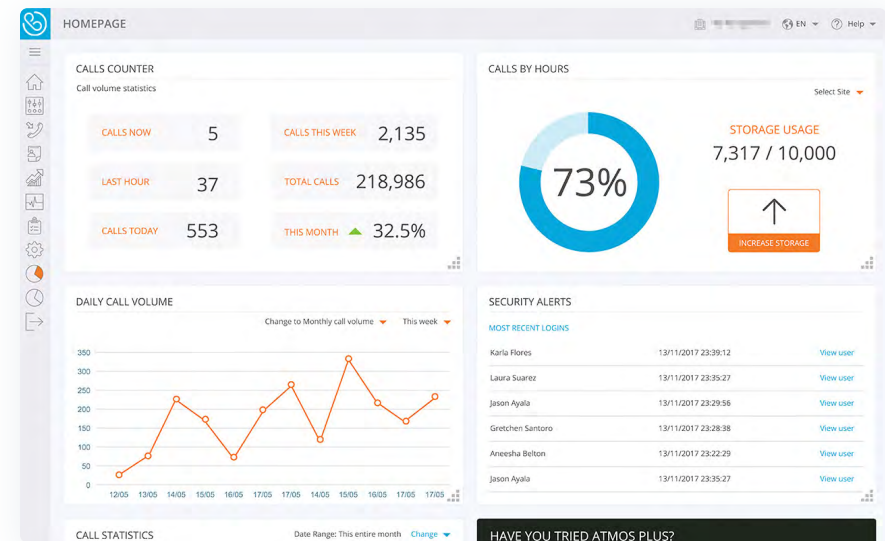 HOMEPAGE
EN
Help
CALLS COUNTER
Call volume statistics
CALLS NOW 5
CALLS THIS WEEK 2,135
LAST HOUR 37
TOTAL CALLS 218,986
CALLS TODAY 553
THIS MONTH 32.5%
CALLS BY HOURS
Select Site
73%
STORAGE USAGE
7,317 / 10,000
INCREASE STORAGE
DAILY CALL VOLUME
Change to Monthly call volume
This week
350
300
250
200
150
100
50
0
12/05 13/05 14/05 15/05 16/05 17/05 17/05 14/05 15/05 16/05 17/05 17/05
SECURITY ALERTS
MOST RECENT LOGINS
Karla Flores 13/11/2017 23:39:12 View user
Laura Suarez 13/11/2017 23:35:27 View user
Jason Ayala 13/11/2017 23:29:56 View user
Gretchen Santoro 13/11/2017 23:28:38 View user
Aneesha Belton 13/11/2017 23:22:29 View user
Jason Ayala 13/11/2017 23:35:27 View user
CALL STATISTICS
Date Range: This entire month Change
HAVE YOU TRIED ATMOS PLUS?